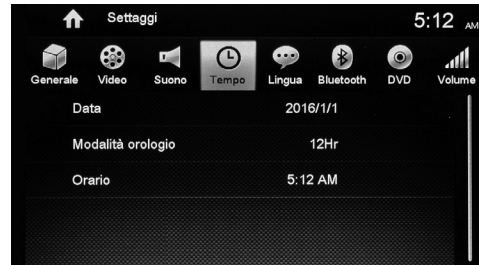 Settaggi 5:12 AM
Generale Video Suono Tempo Lingua Bluetooth DVD Volume
Data 2016/1/1
Modalità orologio 12Hr
Orario 5:12 AM